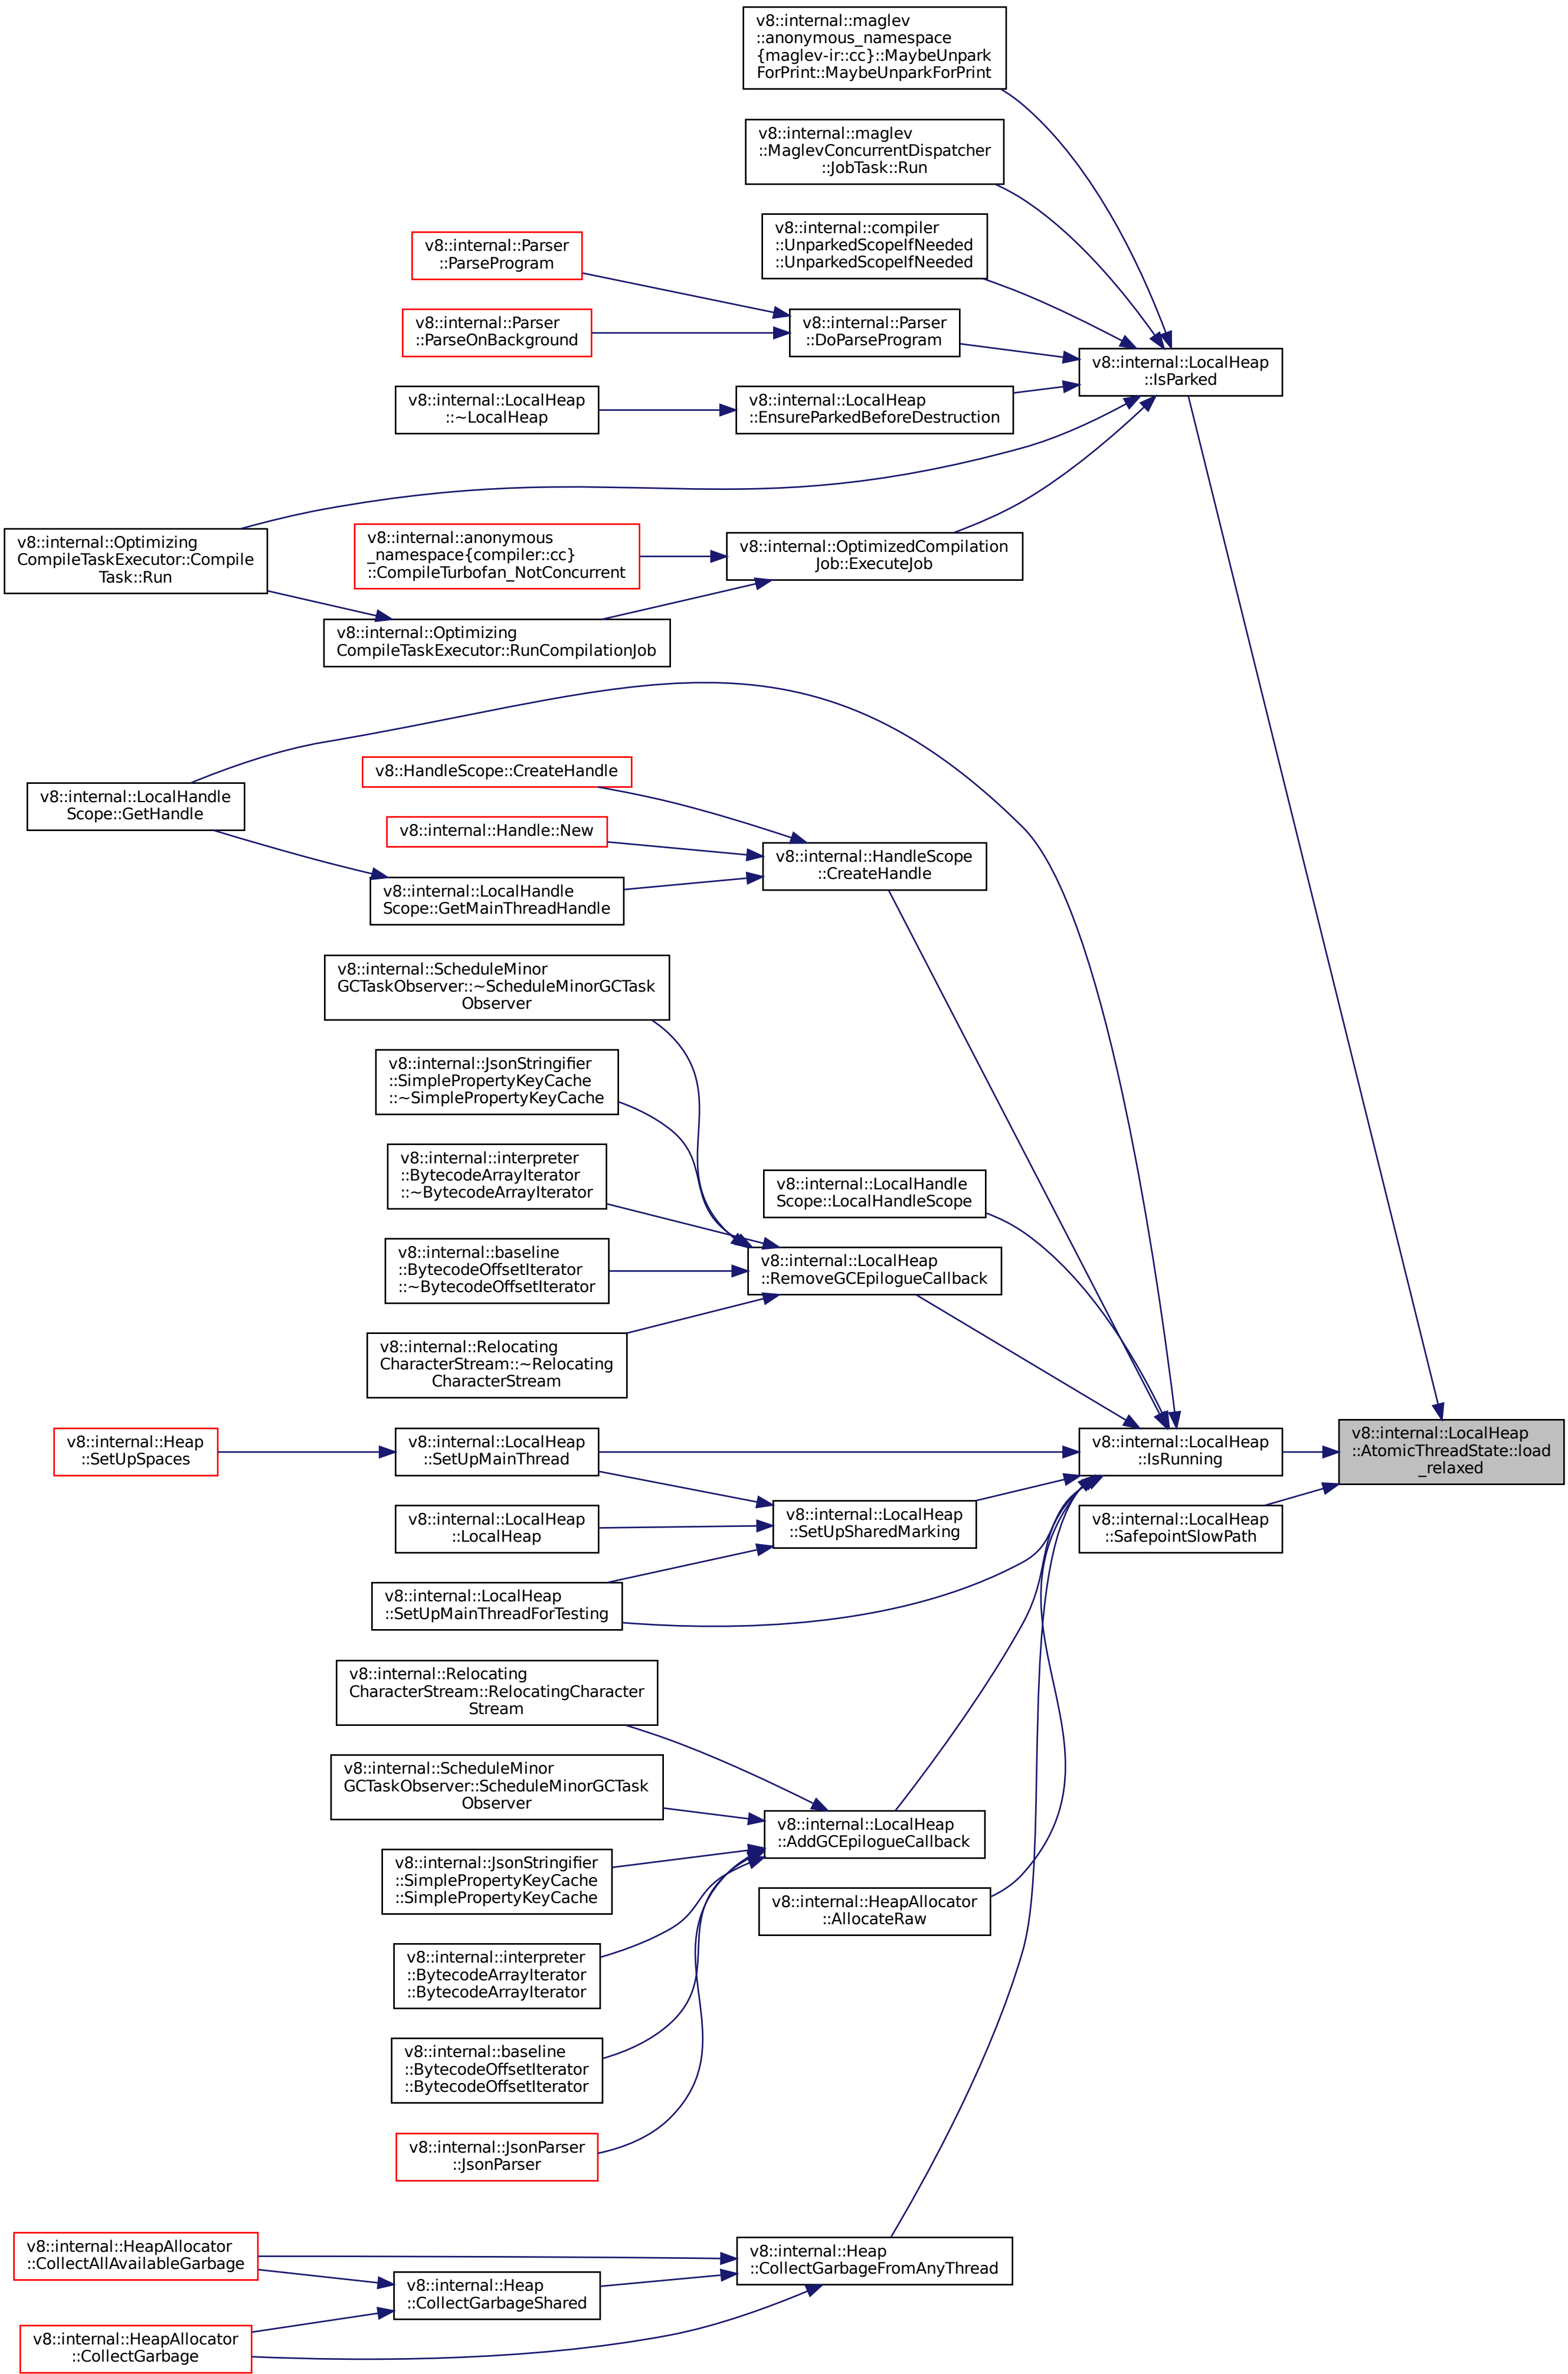 v8::internal::maglev
::anonymous_namespace
{maglev-ir::cc}::MaybeUnpark
ForPrint::MaybeUnparkForPrint
v8::internal::maglev
::MaglevConcurrentDispatcher
::JobTask::Run
v8::internal::compiler
::UnparkedScopeIfNeeded
::UnparkedScopeIfNeeded
v8::internal::Parser
::ParseProgram
v8::internal::Parser
::ParseOnBackground
v8::internal::Parser
::DoParseProgram
v8::internal::LocalHeap
::IsParked
v8::internal::LocalHeap
::~LocalHeap
v8::internal::LocalHeap
::EnsureParkedBeforeDestruction
v8::internal::Optimizing
CompileTaskExecutor::Compile
Task::Run
v8::internal::anonymous
_namespace{compiler::cc}
::CompileTurbofan_NotConcurrent
v8::internal::OptimizedCompilation
Job::ExecuteJob
v8::internal::Optimizing
CompileTaskExecutor::RunCompilationJob
v8::HandleScope::CreateHandle
v8::internal::LocalHandle
Scope::GetHandle
v8::internal::Handle::New
v8::internal::HandleScope
::CreateHandle
v8::internal::LocalHandle
Scope::GetMainThreadHandle
v8::internal::ScheduleMinor
GCTaskObserver::~ScheduleMinorGCTask
Observer
v8::internal::JsonStringifier
::SimplePropertyKeyCache
::~SimplePropertyKeyCache
v8::internal::interpreter
::BytecodeArrayIterator
::~BytecodeArrayIterator
v8::internal::LocalHandle
Scope::LocalHandleScope
v8::internal::baseline
::BytecodeOffsetIterator
::~BytecodeOffsetIterator
v8::internal::LocalHeap
::RemoveGCEpilogueCallback
v8::internal::Relocating
CharacterStream::~Relocating
CharacterStream
v8::internal::Heap
::SetUpSpaces
v8::internal::LocalHeap
::SetUpMainThread
v8::internal::LocalHeap
::IsRunning
v8::internal::LocalHeap
::AtomicThreadState::load
_relaxed
v8::internal::LocalHeap
::LocalHeap
v8::internal::LocalHeap
::SetUpSharedMarking
v8::internal::LocalHeap
::SafepointSlowPath
v8::internal::LocalHeap
::SetUpMainThreadForTesting
v8::internal::Relocating
CharacterStream::RelocatingCharacter
Stream
v8::internal::ScheduleMinor
GCTaskObserver::ScheduleMinorGCTask
Observer
v8::internal::LocalHeap
::AddGCEpilogueCallback
v8::internal::JsonStringifier
::SimplePropertyKeyCache
::SimplePropertyKeyCache
v8::internal::HeapAllocator
::AllocateRaw
v8::internal::interpreter
::BytecodeArrayIterator
::BytecodeArrayIterator
v8::internal::baseline
::BytecodeOffsetIterator
::BytecodeOffsetIterator
v8::internal::JsonParser
::JsonParser
v8::internal::HeapAllocator
::CollectAllAvailableGarbage
v8::internal::Heap
::CollectGarbageFromAnyThread
v8::internal::Heap
::CollectGarbageShared
v8::internal::HeapAllocator
::CollectGarbage